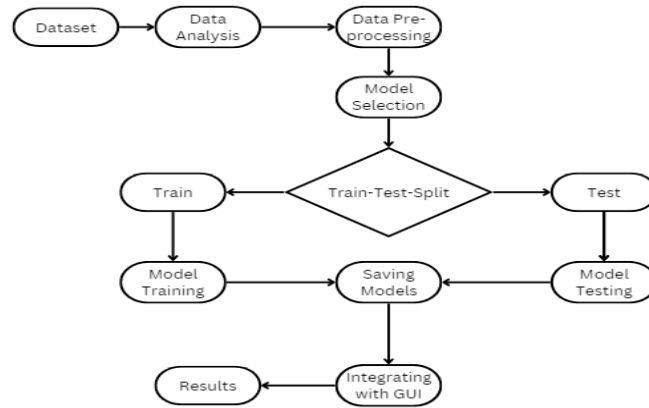 Dataset
Data
Analysis
Data Pre-
processing
Model
Selection
Train
Train-Test-Split
Test
Model
Training
Saving
Models
Model
Testing
Results
Integrating
with GUI